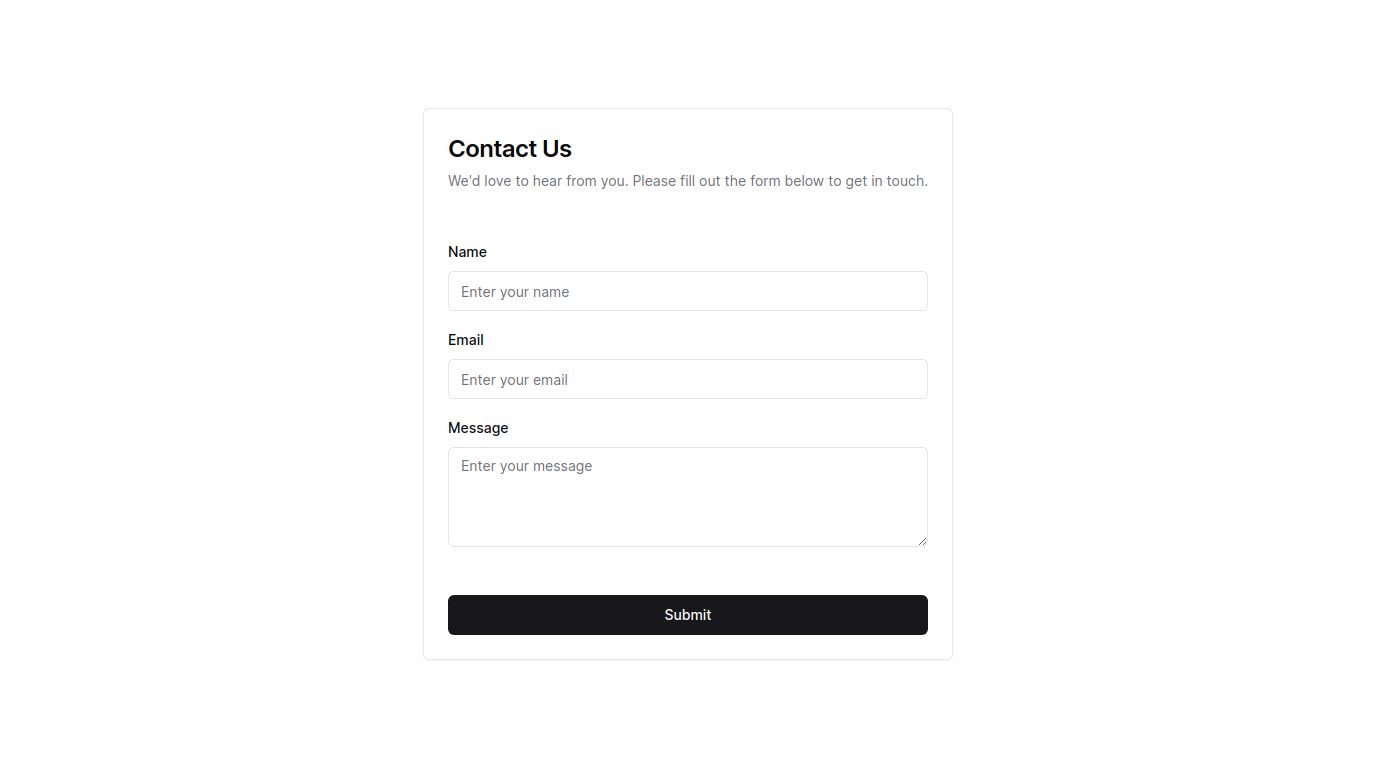 Contact Us
We'd love to hear from you. Please fill out the form below to get in touch.
Name
Enter your name
Email
Enter your email
Message
Enter your message
Submit